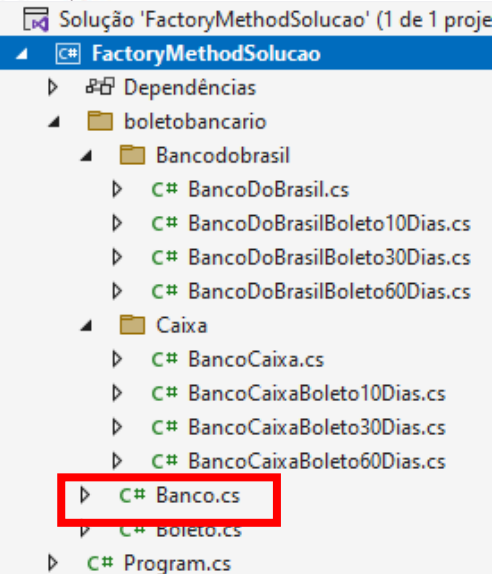 Solução 'FactoryMethodSolucao' (1 de 1 proje
C# FactoryMethodSolucao
Dependências
boletobancario
Bancodobrasil
C# BancoDoBrasil.cs
C# BancoDoBrasilBoleto10Dias.cs
C# BancoDoBrasilBoleto30Dias.cs
C# BancoDoBrasilBoleto60Dias.cs
Caixa
C# BancoCaixa.cs
C# BancoCaixaBoleto10Dias.cs
C# BancoCaixaBoleto30Dias.cs
C# BancoCaixaBoleto60Dias.cs
C# Banco.cs
C# Boleto.cs
C# Program.cs